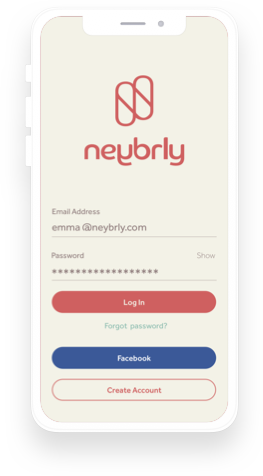 neybrly
Email Address
emma @neybrly.com
Password Show
******************
Log In
Forgot password?
Facebook
Create Account